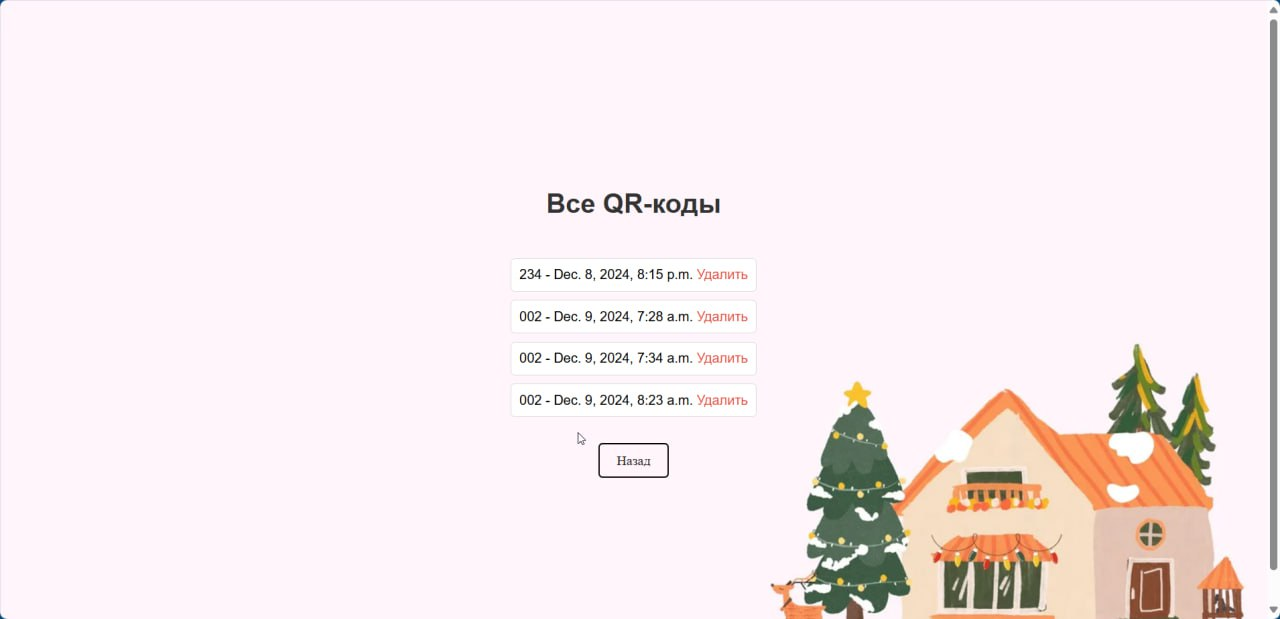 Все QR-коды
234 - Dec. 8, 2024, 8:15 p.m. Удалить
002 - Dec. 9, 2024, 7:28 a.m. Удалить
002 - Dec. 9, 2024, 7:34 a.m. Удалить
002 - Dec. 9, 2024, 8:23 a.m. Удалить
Назад